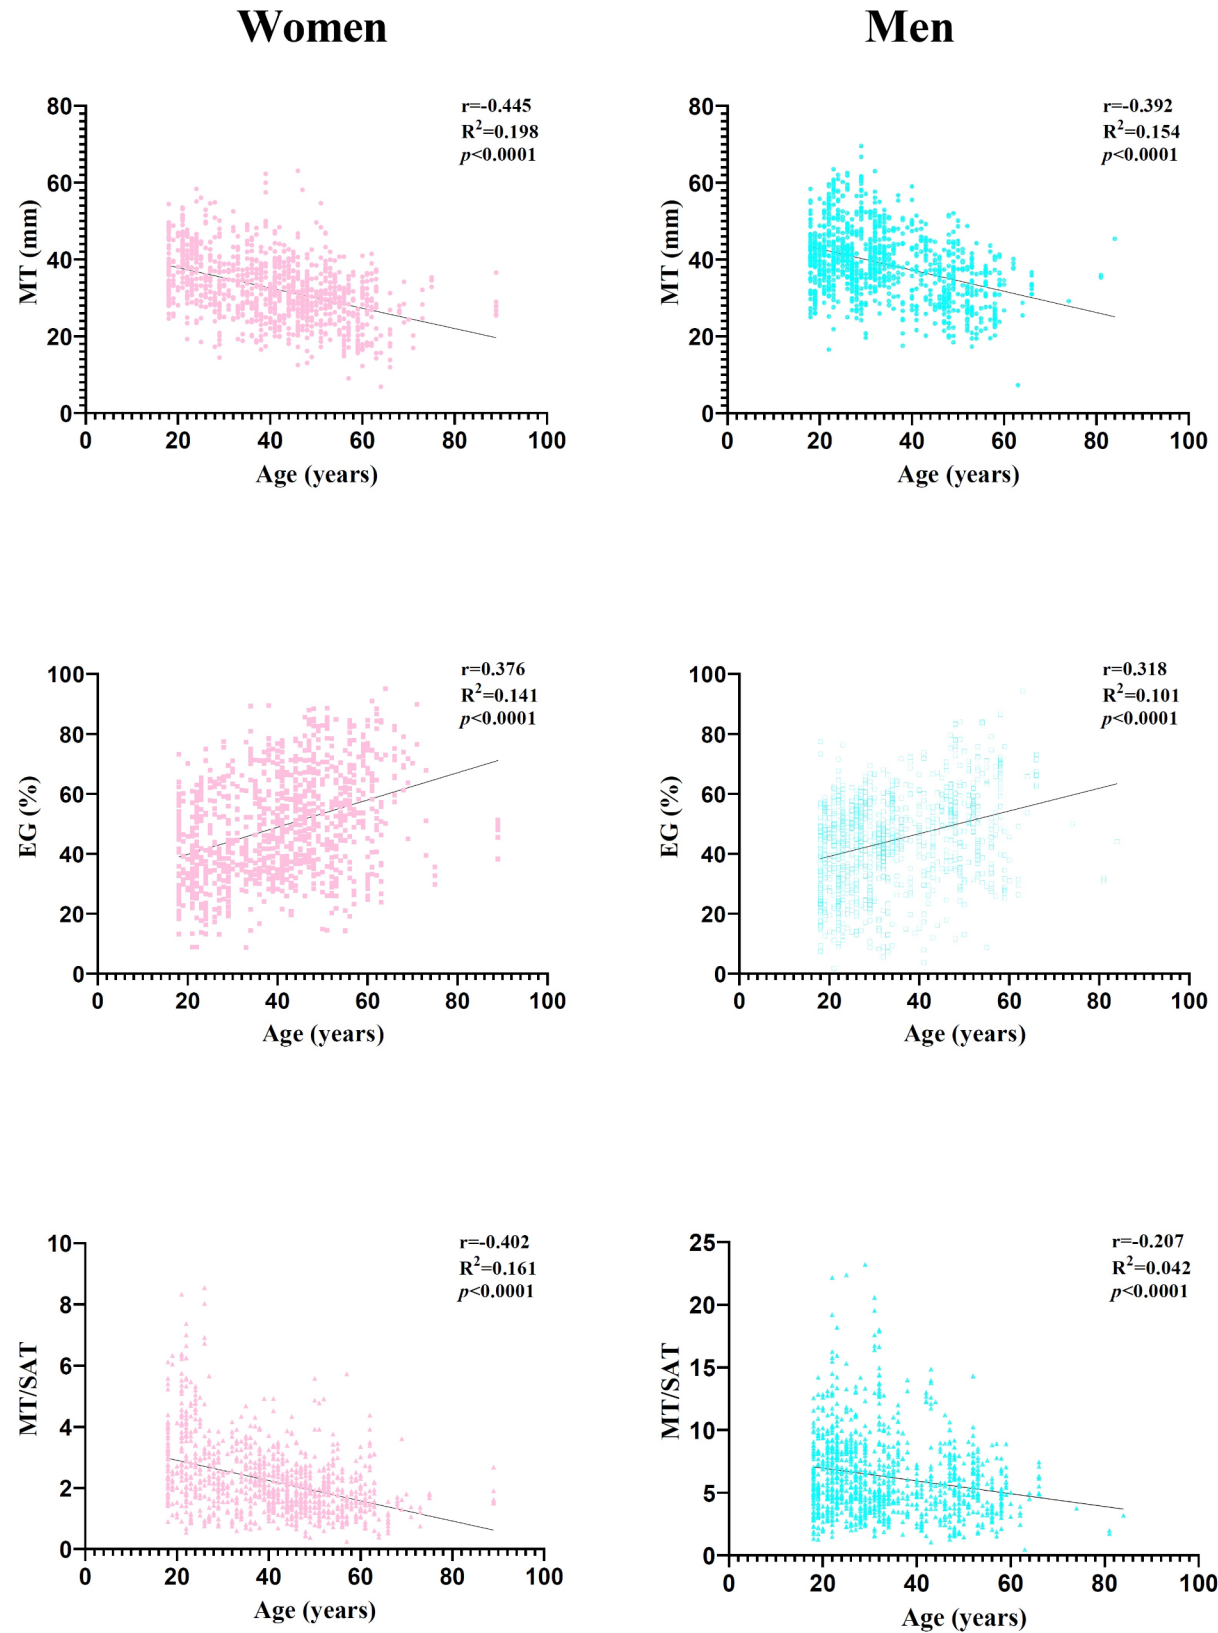 Women
Men
r=-0.445
R²=0.198
p<0.0001
80
60
40
20
0
MT (mm)
0 20 40 60 80 100
Age (years)
r=-0.392
R²=0.154
p<0.0001
80
60
40
20
0
MT (mm)
0 20 40 60 80 100
Age (years)
r=0.376
R²=0.141
p<0.0001
100
80
60
40
20
0
EG (%)
0 20 40 60 80 100
Age (years)
r=0.318
R²=0.101
p<0.0001
100
80
60
40
20
0
EG (%)
0 20 40 60 80 100
Age (years)
r=-0.402
R²=0.161
p<0.0001
10
8
6
4
2
0
MT/SAT
0 20 40 60 80 100
Age (years)
r=-0.207
R²=0.042
p<0.0001
25
20
15
10
5
0
MT/SAT
0 20 40 60 80 100
Age (years)